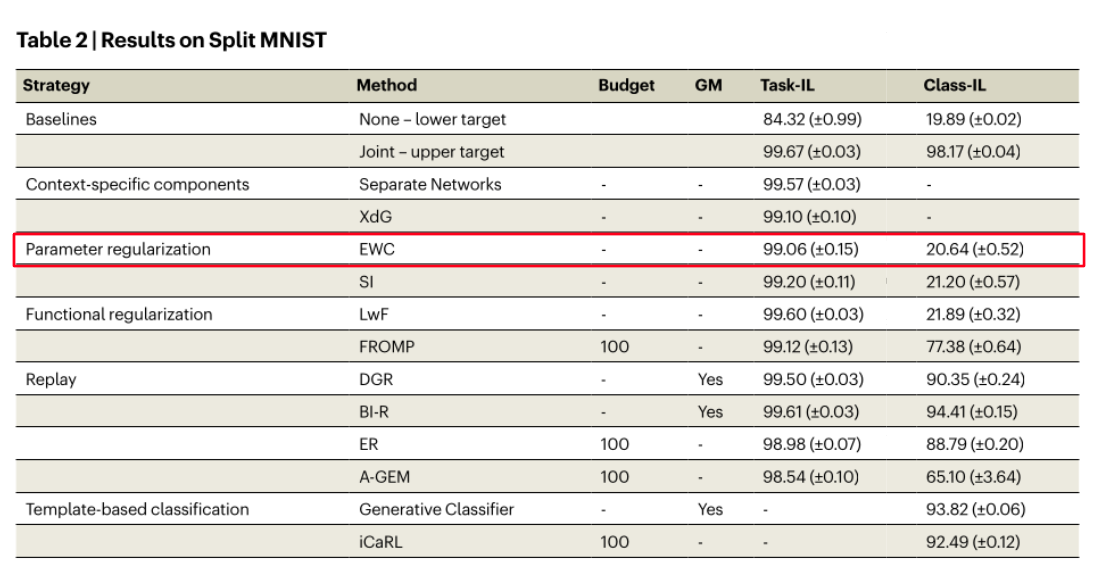 Table 2 | Results on Split MNIST
Strategy Method Budget GM Task-IL Class-IL
Baselines None – lower target 84.32 (±0.99) 19.89 (±0.02)
Joint – upper target 99.67 (±0.03) 98.17 (±0.04)
Context-specific components Separate Networks - - 99.57 (±0.03) -
XdG - - 99.10 (±0.10) -
Parameter regularization EWC - - 99.06 (±0.15) 20.64 (±0.52)
SI - - 99.20 (±0.11) 21.20 (±0.57)
Functional regularization LwF - - 99.60 (±0.03) 21.89 (±0.32)
FROMP 100 - 99.12 (±0.13) 77.38 (±0.64)
Replay DGR - Yes 99.50 (±0.03) 90.35 (±0.24)
BI-R - Yes 99.61 (±0.03) 94.41 (±0.15)
ER 100 - 98.98 (±0.07) 88.79 (±0.20)
A-GEM 100 - 98.54 (±0.10) 65.10 (±3.64)
Template-based classification Generative Classifier - Yes - 93.82 (±0.06)
iCaRL 100 - - 92.49 (±0.12)